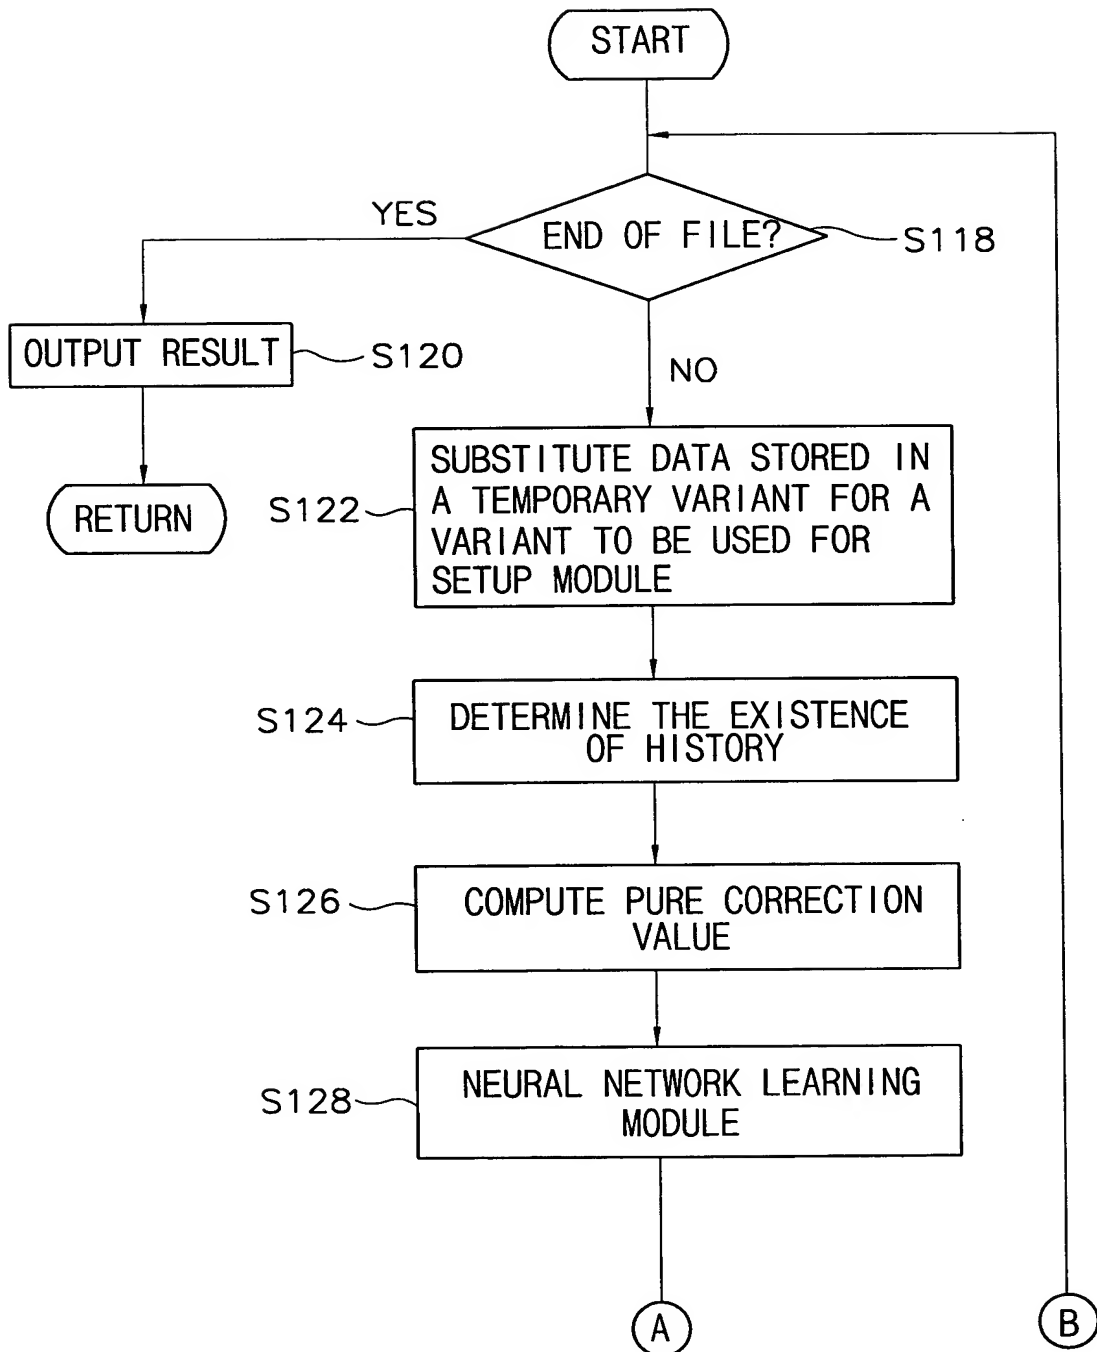 START
YES
END OF FILE?
S118
OUTPUT RESULT
S120
NO
RETURN
S122
SUBSTITUTE DATA STORED IN
A TEMPORARY VARIANT FOR A
VARIANT TO BE USED FOR
SETUP MODULE
S124
DETERMINE THE EXISTENCE
OF HISTORY
S126
COMPUTE PURE CORRECTION
VALUE
S128
NEURAL NETWORK LEARNING
MODULE
A
B